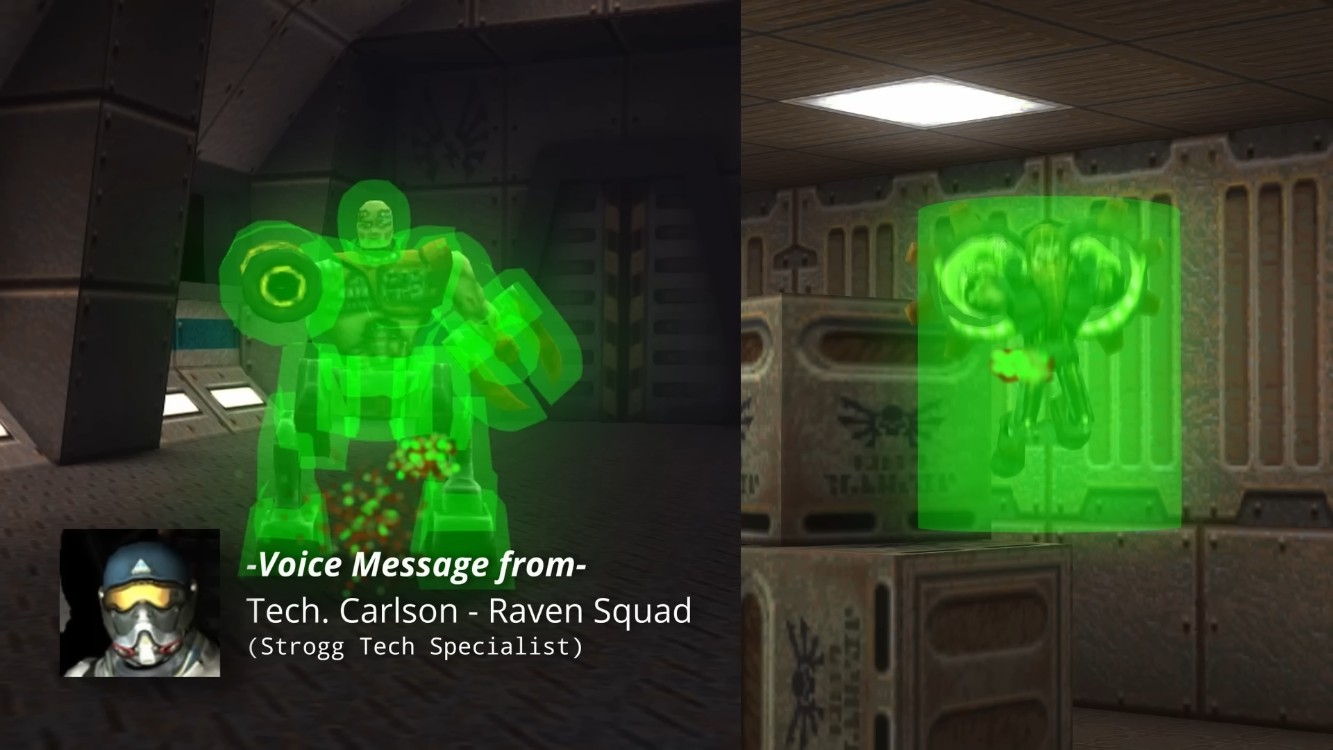 -Voice Message from-
Tech. Carlson - Raven Squad
(Strogg Tech Specialist)